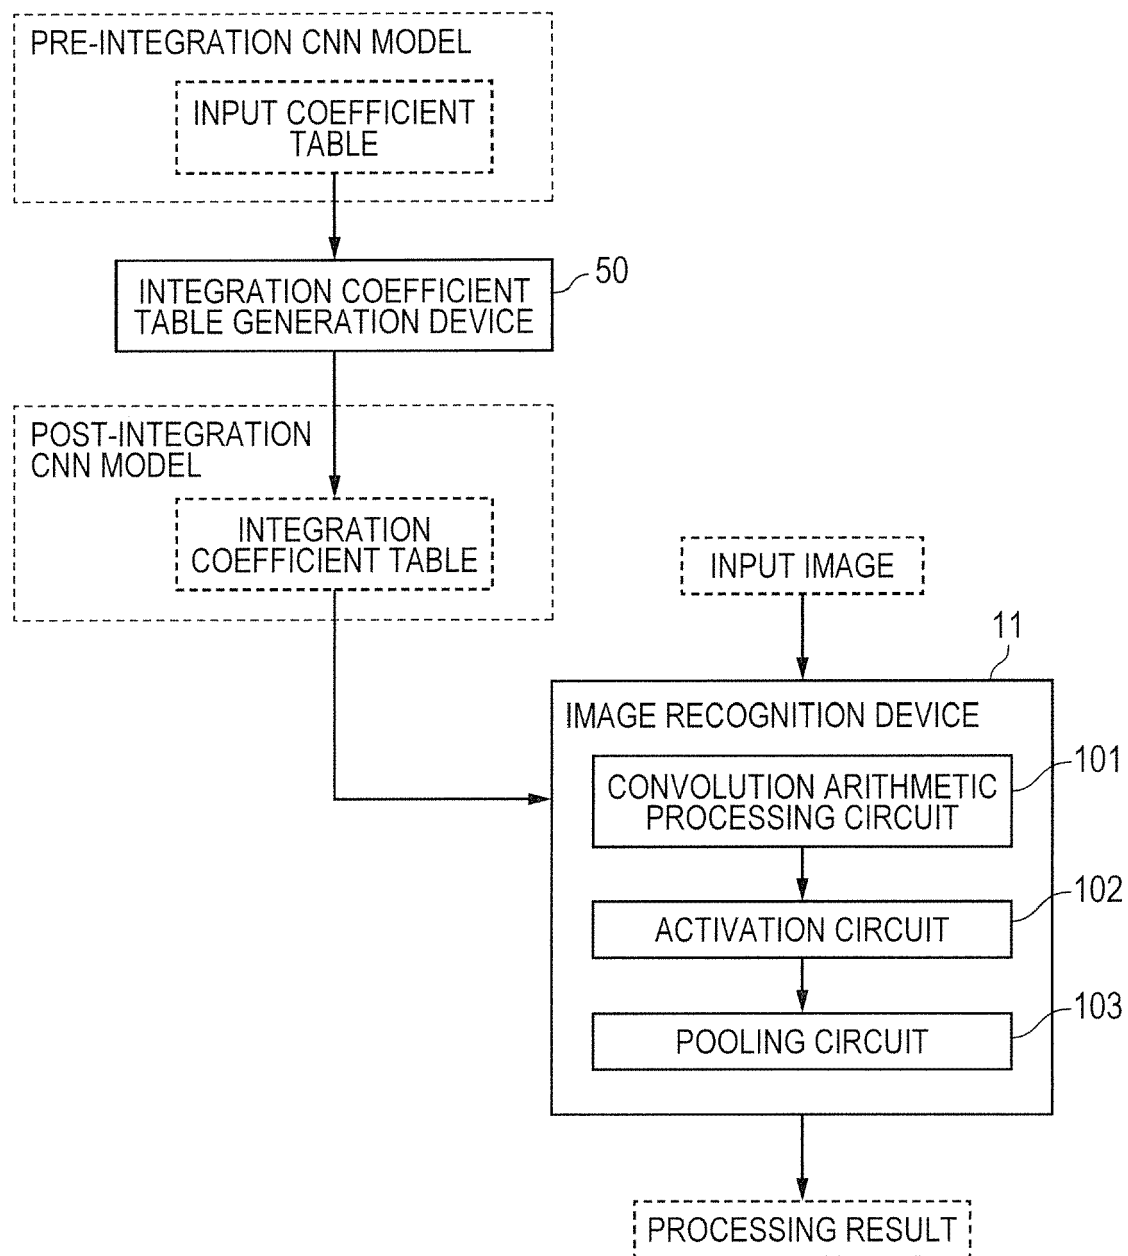 PRE-INTEGRATION CNN MODEL
INPUT COEFFICIENT
TABLE
50
INTEGRATION COEFFICIENT
TABLE GENERATION DEVICE
POST-INTEGRATION
CNN MODEL
INTEGRATION
COEFFICIENT TABLE
INPUT IMAGE
11
IMAGE RECOGNITION DEVICE
101
CONVOLUTION ARITHMETIC
PROCESSING CIRCUIT
102
ACTIVATION CIRCUIT
103
POOLING CIRCUIT
PROCESSING RESULT